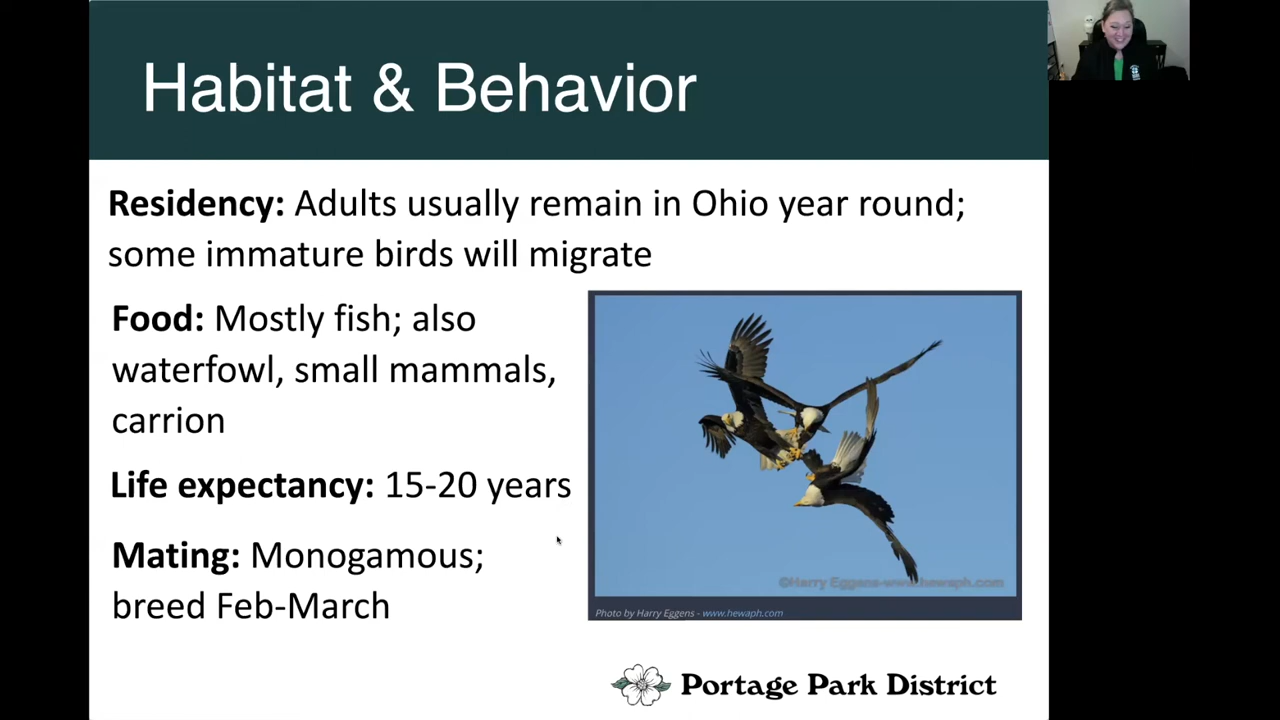 Habitat & Behavior
Residency: Adults usually remain in Ohio year round;
some immature birds will migrate
Food: Mostly fish; also
waterfowl, small mammals,
carrion
Life expectancy: 15-20 years
Mating: Monogamous;
breed Feb-March
©Harry Eggens-www.hewaph.com
Photo by Harry Eggens - www.hewaph.com
Portage Park District